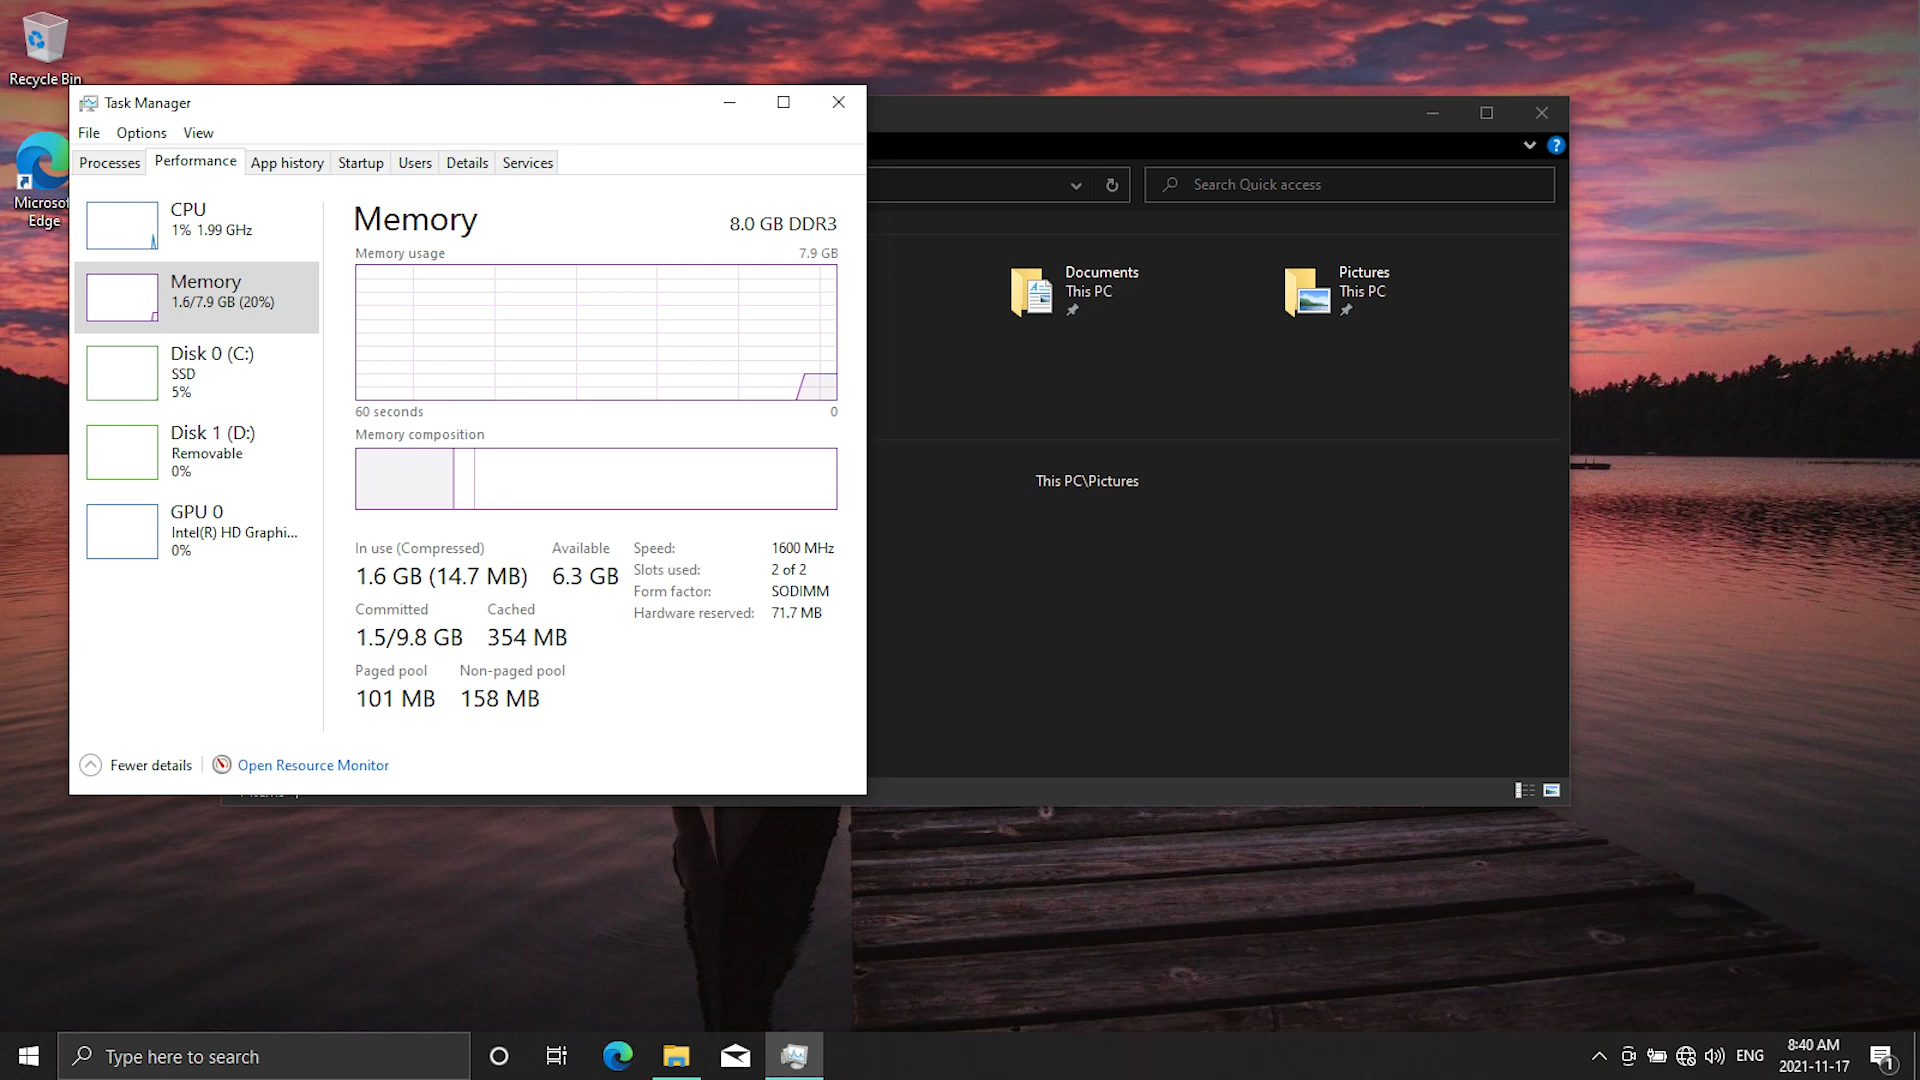 Recycle Bin
Microsof
Edge
Task Manager
File Options View
Processes Performance App history Startup Users Details Services
CPU
1% 1.99 GHz
Memory
1.6/7.9 GB (20%)
Disk 0 (C:)
SSD
5%
Disk 1 (D:)
Removable
0%
GPU 0
Intel(R) HD Graphi...
0%
Memory 8.0 GB DDR3
Memory usage 7.9 GB
60 seconds 0
Memory composition
In use (Compressed) Available
1.6 GB (14.7 MB) 6.3 GB
Committed Cached
1.5/9.8 GB 354 MB
Paged pool Non-paged pool
101 MB 158 MB
Speed: 1600 MHz
Slots used: 2 of 2
Form factor: SODIMM
Hardware reserved: 71.7 MB
Fewer details Open Resource Monitor
?
Search Quick access
Documents
This PC
Pictures
This PC
This PC\Pictures
Type here to search
ENG
8:40 AM
2021-11-17
1